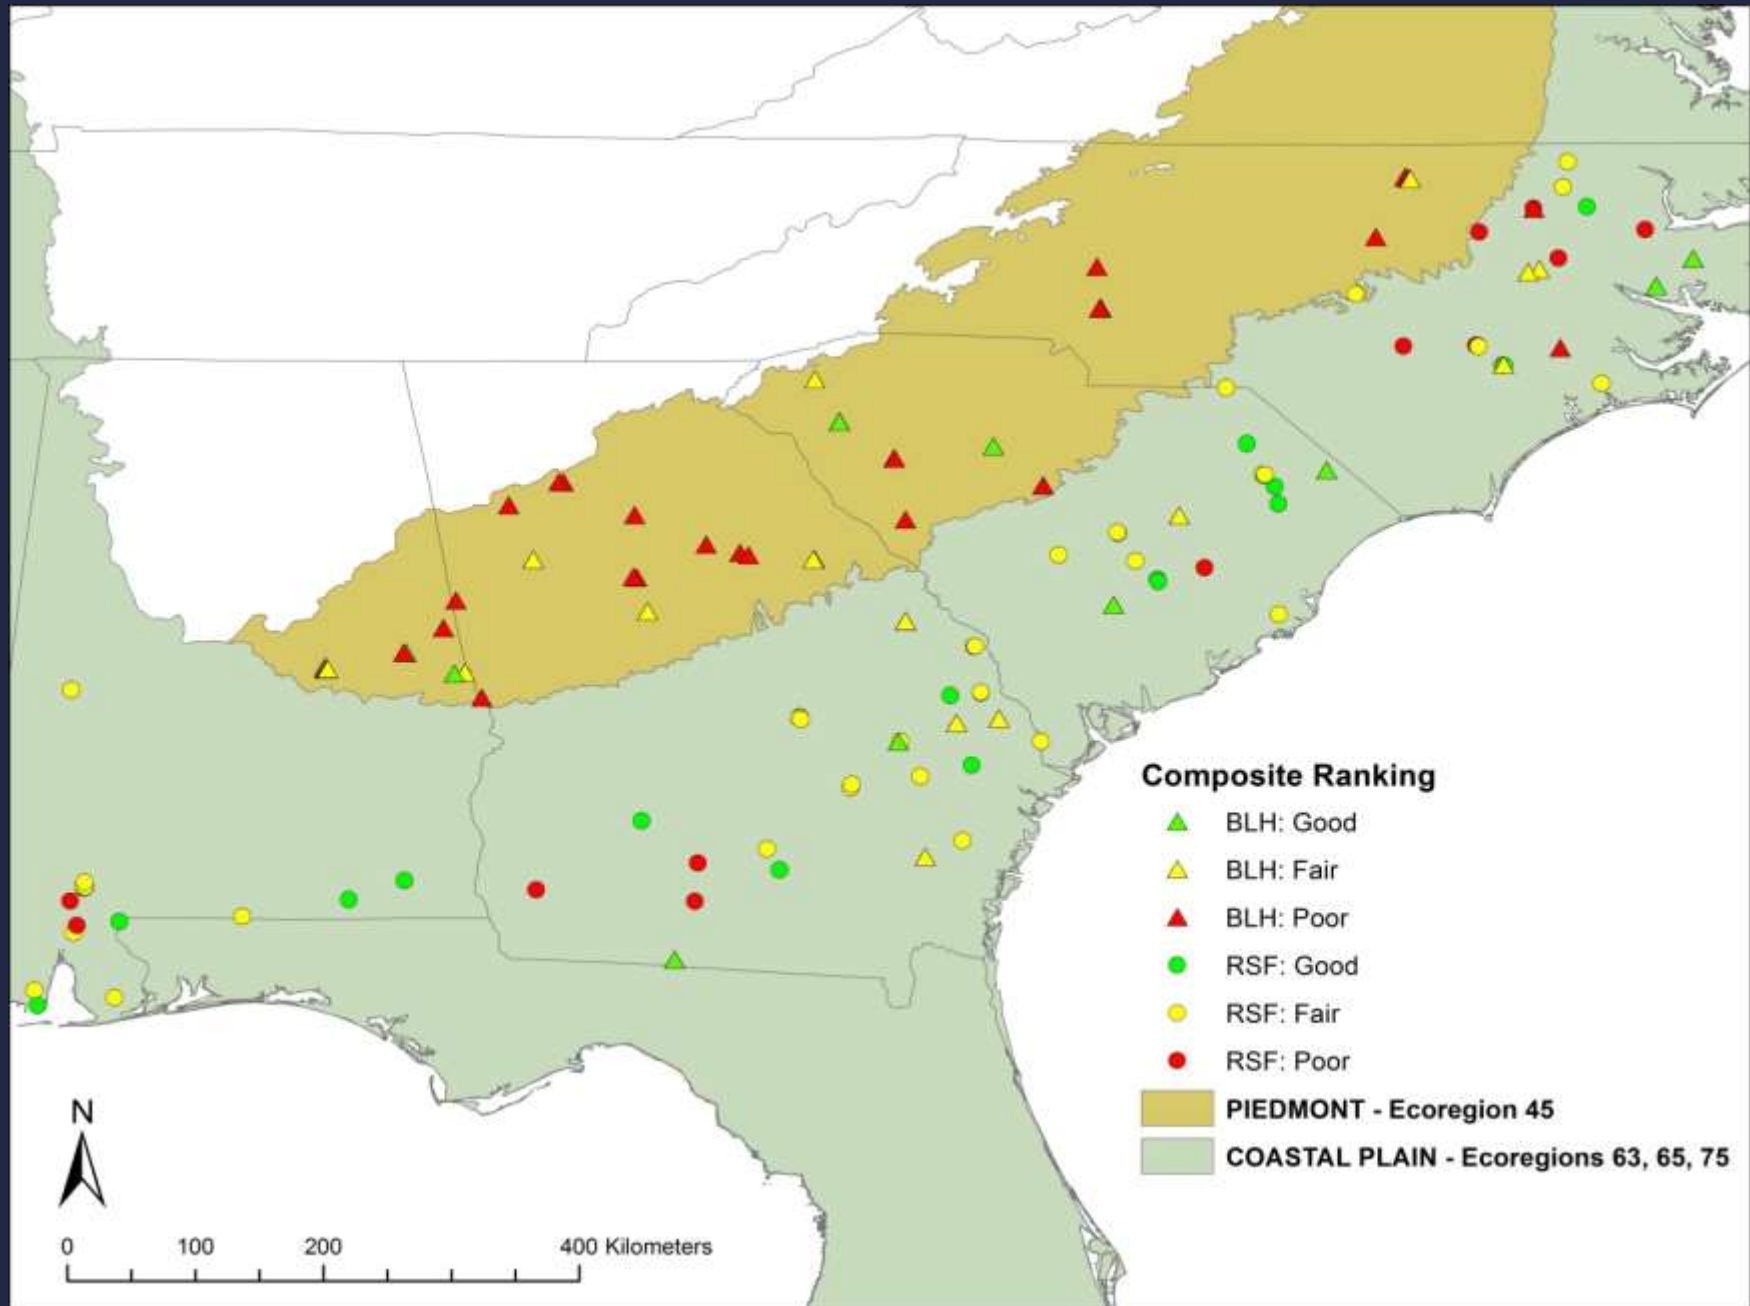 Composite Ranking
BLH: Good
BLH: Fair
BLH: Poor
RSF: Good
RSF: Fair
RSF: Poor
PIEDMONT - Ecoregion 45
COASTAL PLAIN - Ecoregions 63, 65, 75
N
0 100 200 400 Kilometers